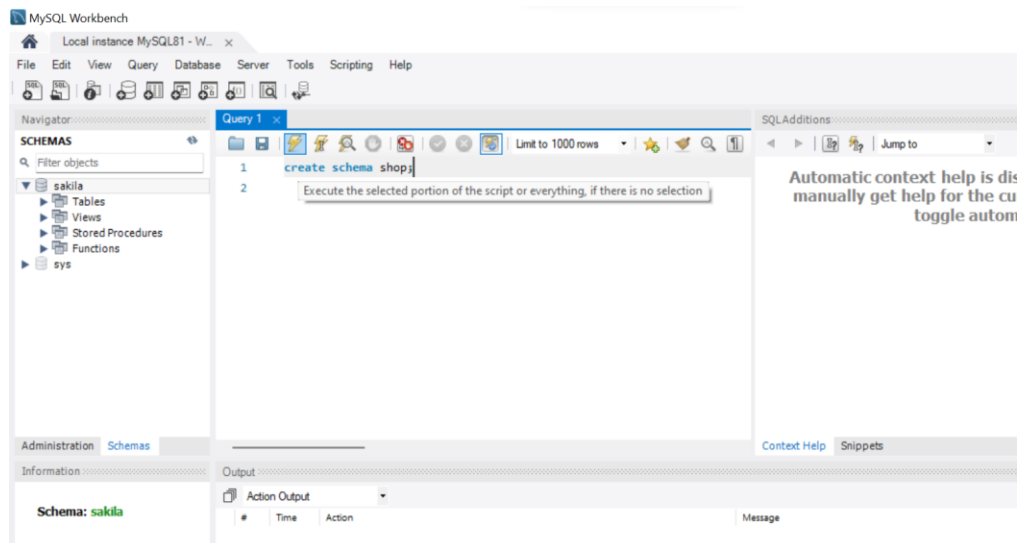 MySQL Workbench
Local instance MySQL81 - W...
File Edit View Query Database Server Tools Scripting Help
Navigator
SCHEMAS
Filter objects
sakila
Tables
Views
Stored Procedures
Functions
sys
Administration Schemas
Information
Schema: sakila
Query 1
Limit to 1000 rows
1 create schema shop;
2
Execute the selected portion of the script or everything, if there is no selection
Output
Action Output
# Time Action Message
SQLAdditions
Jump to
Automatic context help is dis
manually get help for the cu
toggle autom
Context Help Snippets